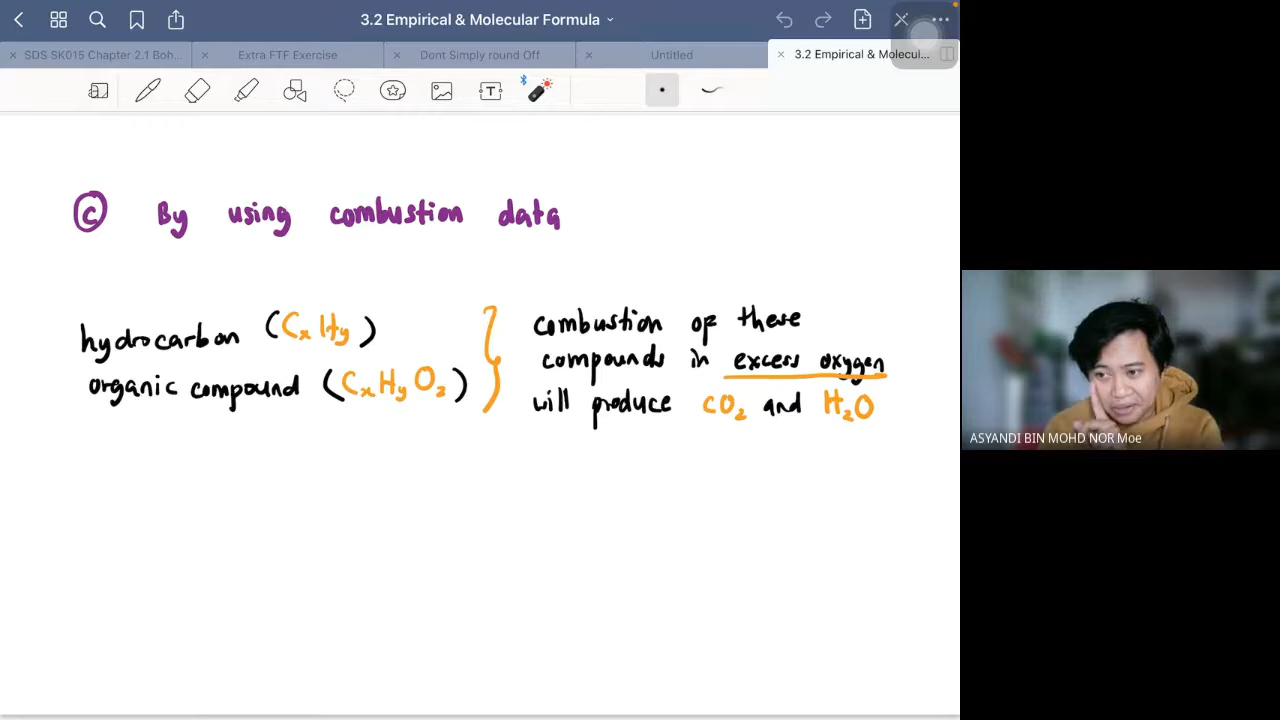 3.2 Empirical & Molecular Formula
SDS SK015 Chapter 2.1 Boh...
Extra FTF Exercise
Dont Simply round Off
Untitled
3.2 Empirical & Molecul...
T
C By using combustion data
hydrocarbon (CxHy)
organic compound (CxHyOz)
combustion of these
compounds in excess oxygen
will produce CO2 and H2O
ASYANDI BIN MOHD NOR Moe